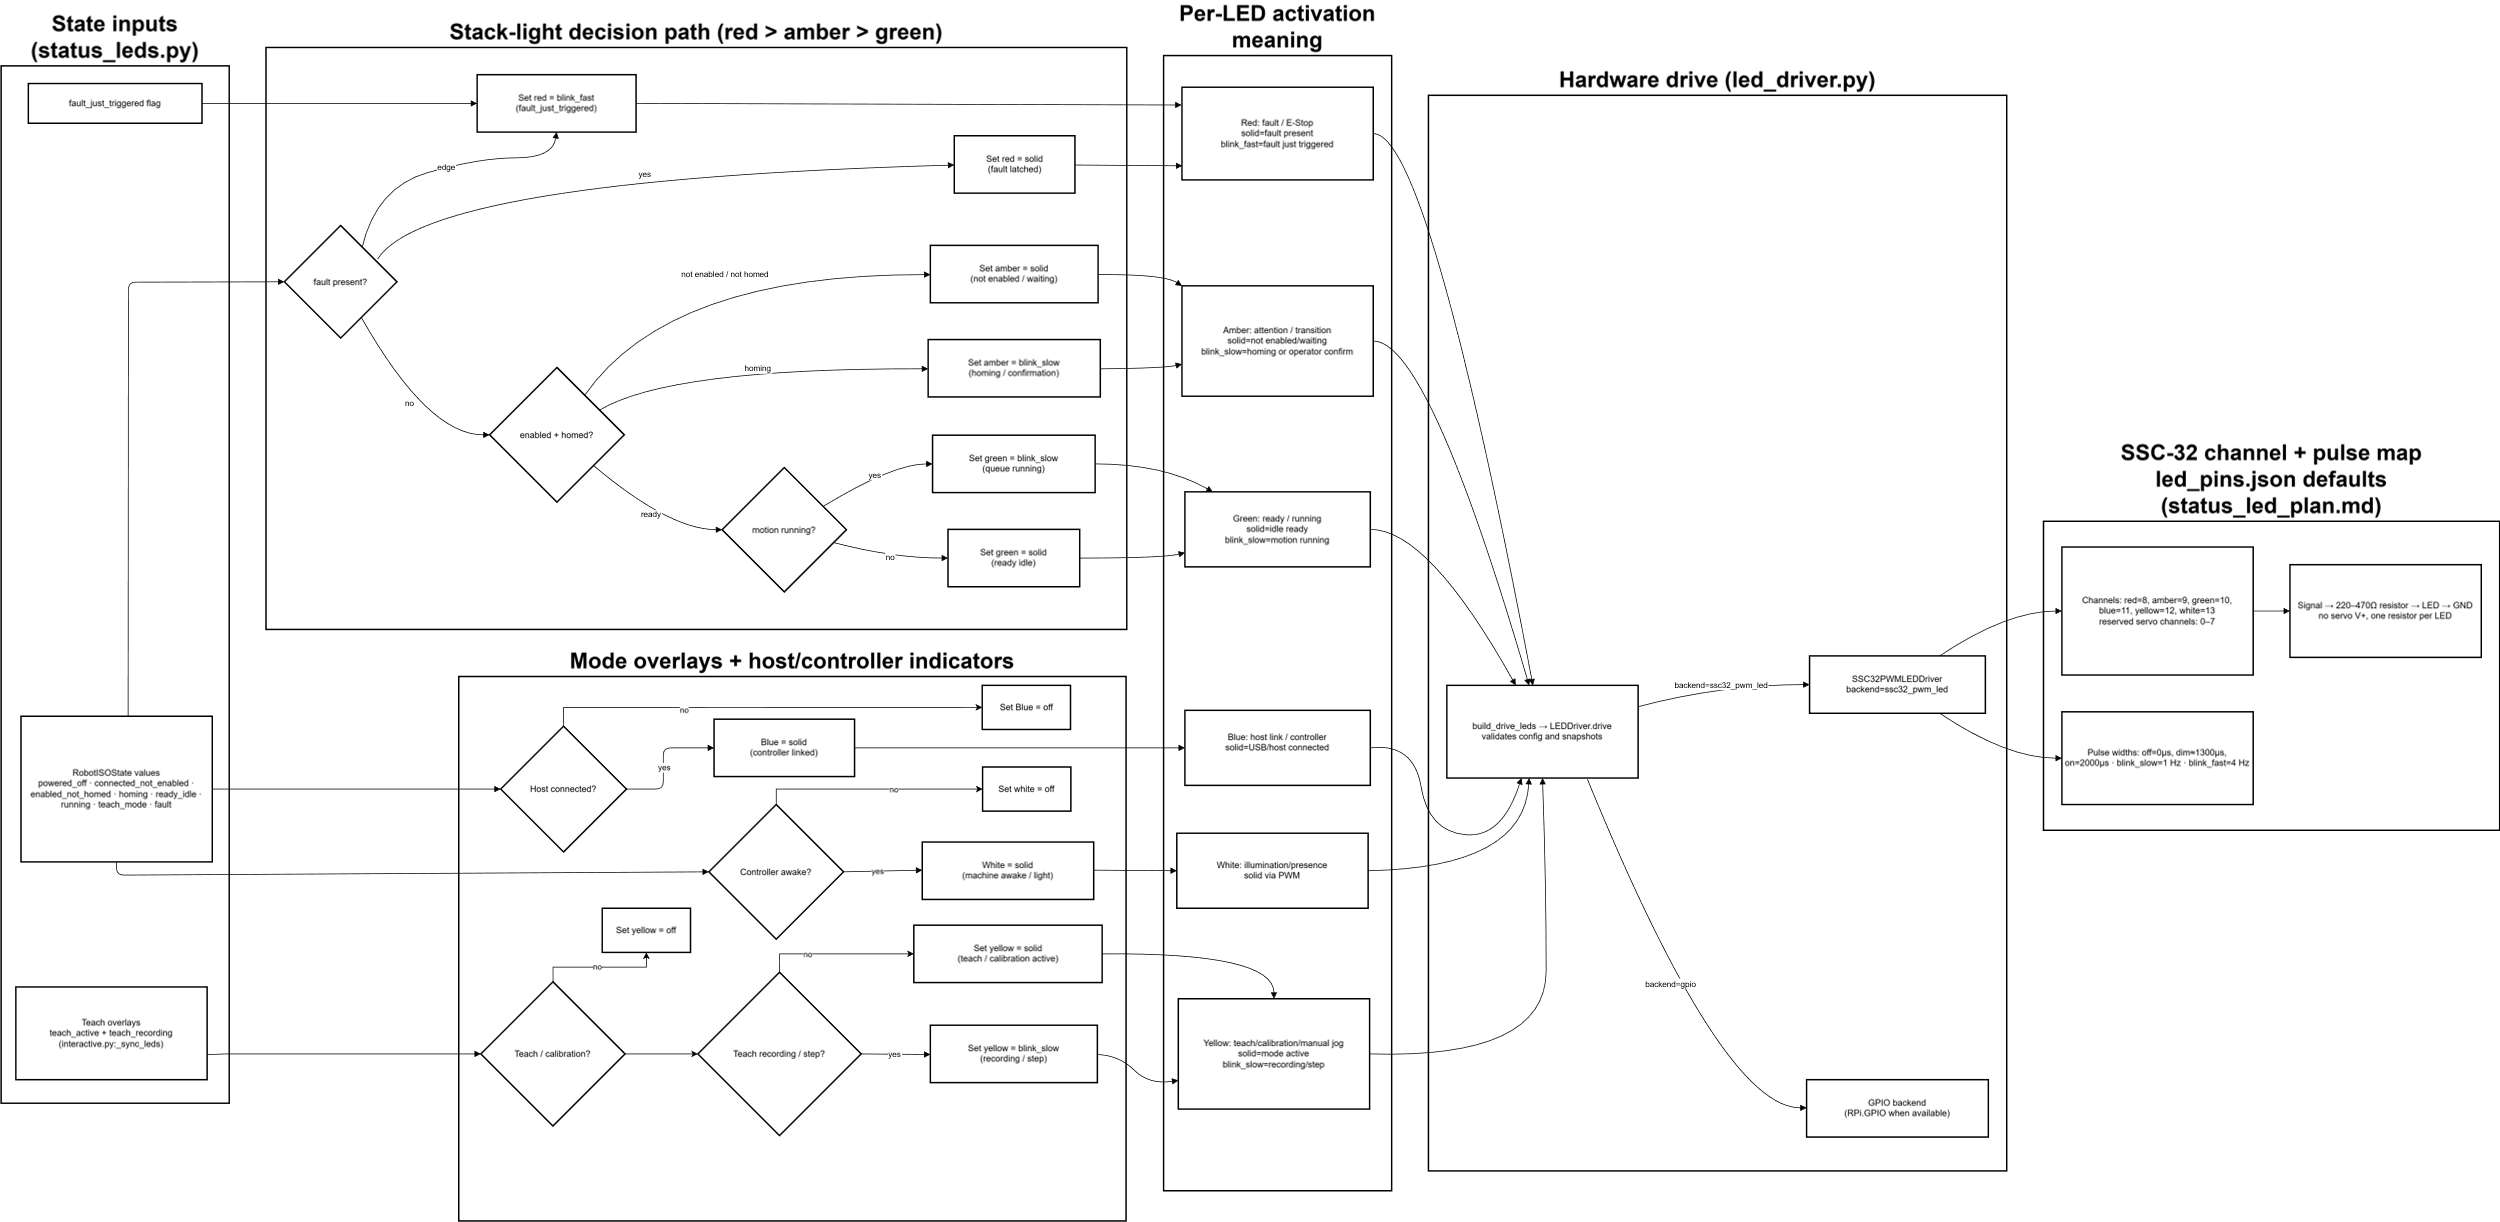 State inputs
(status_leds.py)
fault_just_triggered flag
RobotISOState values
powered_off · connected_not_enabled ·
enabled_not_homed · homing · ready_idle ·
running · teach_mode · fault
Teach overlays
teach_active + teach_recording
(interactive.py:_sync_leds)
Stack-light decision path (red > amber > green)
Set red = blink_fast
(fault_just_triggered)
edge
yes
Set red = solid
(fault latched)
fault present?
no
not enabled / not homed
Set amber = solid
(not enabled / waiting)
homing
Set amber = blink_slow
(homing / confirmation)
enabled + homed?
ready
motion running?
yes
Set green = blink_slow
(queue running)
no
Set green = solid
(ready idle)
Mode overlays + host/controller indicators
Host connected?
no
Set Blue = off
yes
Blue = solid
(controller linked)
Controller awake?
no
Set white = off
yes
White = solid
(machine awake / light)
Teach / calibration?
no
Set yellow = off
Teach recording / step?
no
Set yellow = solid
(teach / calibration active)
yes
Set yellow = blink_slow
(recording / step)
Per-LED activation
meaning
Red: fault / E-Stop
solid=fault present
blink_fast=fault just triggered
Amber: attention / transition
solid=not enabled/waiting
blink_slow=homing or operator confirm
Green: ready / running
solid=idle ready
blink_slow=motion running
Blue: host link / controller
solid=USB/host connected
White: illumination/presence
solid via PWM
Yellow: teach/calibration/manual jog
solid=mode active
blink_slow=recording/step
Hardware drive (led_driver.py)
build_drive_leds → LEDDriver.drive
validates config and snapshots
backend=ssc32_pwm_led
SSC32PWMLEDDriver
backend=ssc32_pwm_led
backend=gpio
GPIO backend
(RPi.GPIO when available)
SSC-32 channel + pulse map
led_pins.json defaults
(status_led_plan.md)
Channels: red=8, amber=9, green=10,
blue=11, yellow=12, white=13
reserved servo channels: 0–7
Signal → 220–470Ω resistor → LED → GND
no servo V+, one resistor per LED
Pulse widths: off=0µs, dim≈1300µs,
on=2000µs · blink_slow=1 Hz · blink_fast=4 Hz